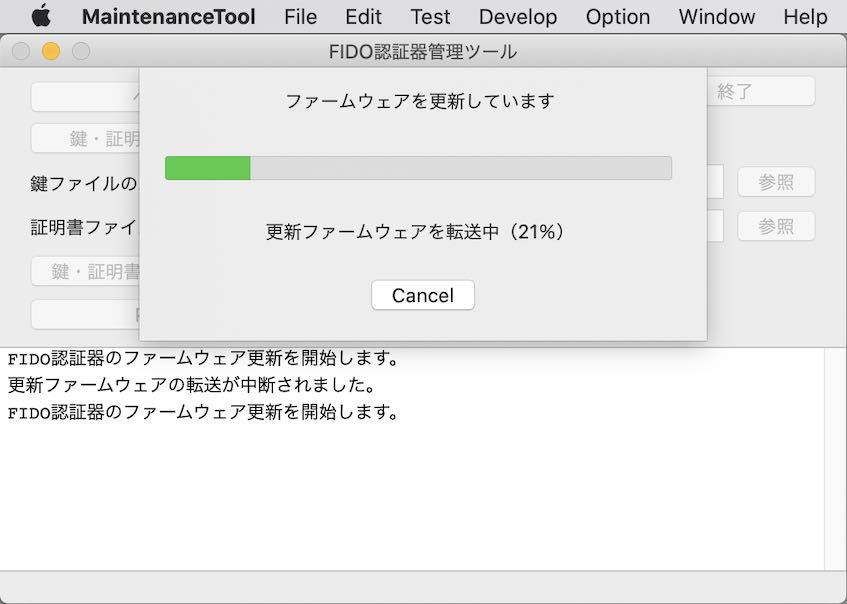 MaintenanceTool File Edit Test Develop Option Window Help
FIDO認証器管理ツール
ファームウェアを更新しています
終了
鍵・証明
鍵ファイルの
参照
証明書ファイ
参照
更新ファームウェアを転送中（21%）
鍵・証明書
Cancel
FIDO認証器のファームウェア更新を開始します。
更新ファームウェアの転送が中断されました。
FIDO認証器のファームウェア更新を開始します。